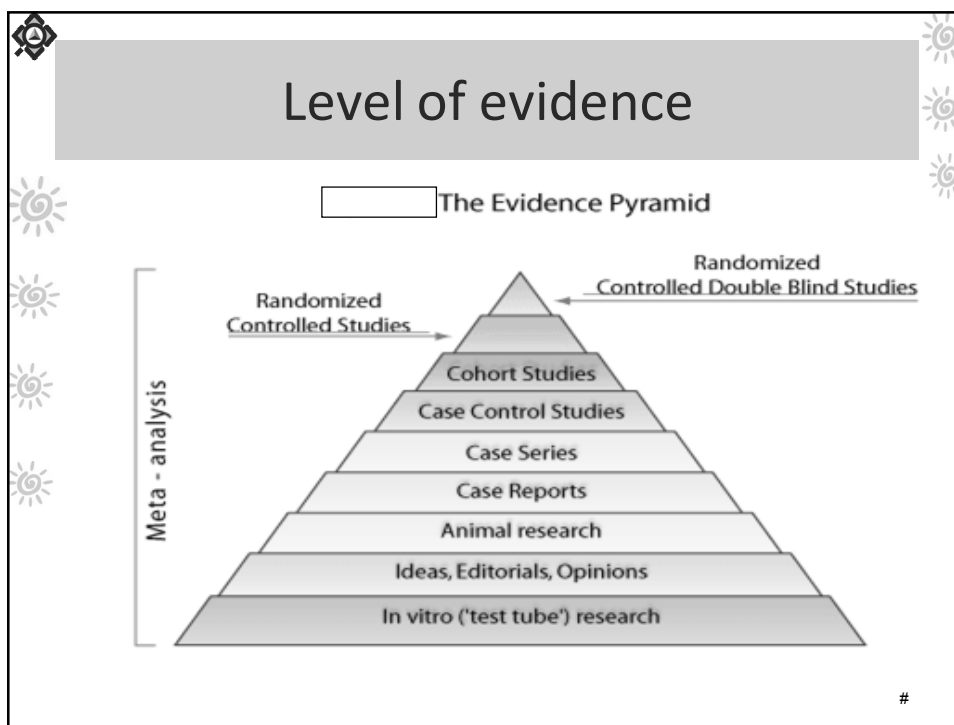 Level of evidence
The Evidence Pyramid
Randomized
Controlled Double Blind Studies
Randomized
Controlled Studies
Cohort Studies
Case Control Studies
Case Series
Case Reports
Animal research
Ideas, Editorials, Opinions
In vitro ('test tube') research
Meta - analysis
#